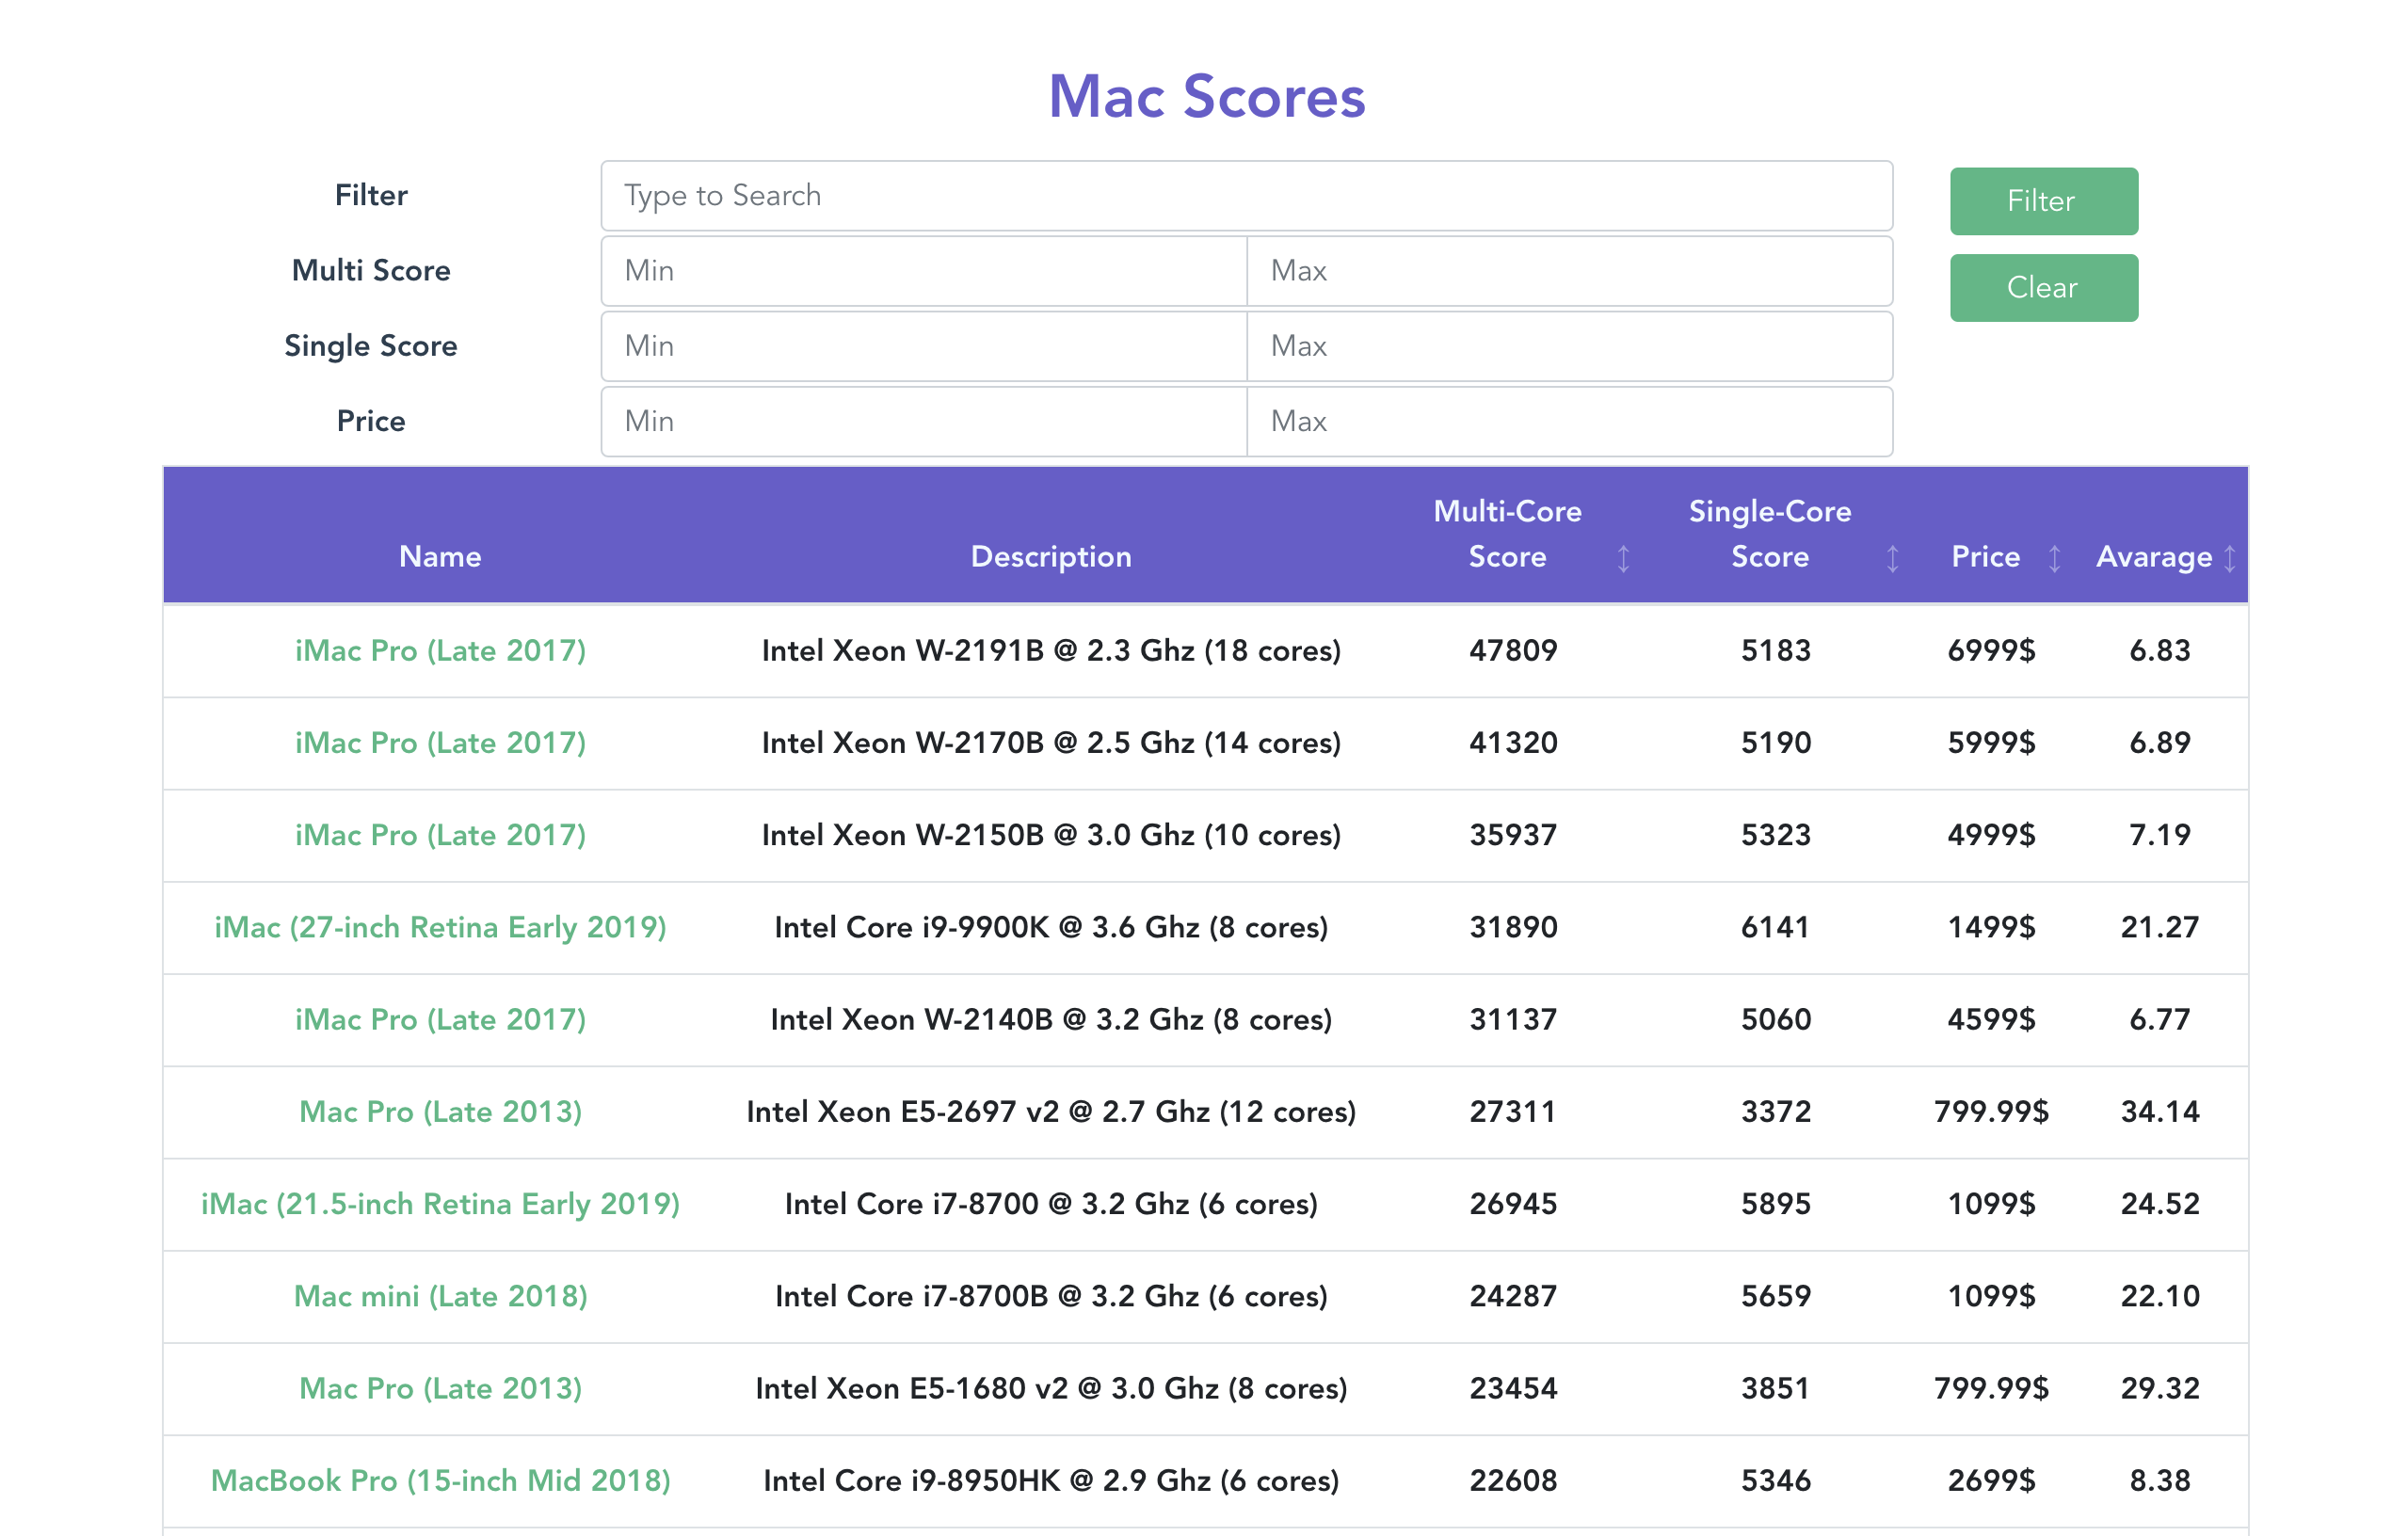 Mac Scores
Filter
Type to Search
Filter
Multi Score
Min
Max
Clear
Single Score
Min
Max
Price
Min
Max
Name
Description
Multi-Core
Score
Single-Core
Score
Price
Avarage
iMac Pro (Late 2017) Intel Xeon W-2191B @ 2.3 Ghz (18 cores) 47809 5183 6999$ 6.83
iMac Pro (Late 2017) Intel Xeon W-2170B @ 2.5 Ghz (14 cores) 41320 5190 5999$ 6.89
iMac Pro (Late 2017) Intel Xeon W-2150B @ 3.0 Ghz (10 cores) 35937 5323 4999$ 7.19
iMac (27-inch Retina Early 2019) Intel Core i9-9900K @ 3.6 Ghz (8 cores) 31890 6141 1499$ 21.27
iMac Pro (Late 2017) Intel Xeon W-2140B @ 3.2 Ghz (8 cores) 31137 5060 4599$ 6.77
Mac Pro (Late 2013) Intel Xeon E5-2697 v2 @ 2.7 Ghz (12 cores) 27311 3372 799.99$ 34.14
iMac (21.5-inch Retina Early 2019) Intel Core i7-8700 @ 3.2 Ghz (6 cores) 26945 5895 1099$ 24.52
Mac mini (Late 2018) Intel Core i7-8700B @ 3.2 Ghz (6 cores) 24287 5659 1099$ 22.10
Mac Pro (Late 2013) Intel Xeon E5-1680 v2 @ 3.0 Ghz (8 cores) 23454 3851 799.99$ 29.32
MacBook Pro (15-inch Mid 2018) Intel Core i9-8950HK @ 2.9 Ghz (6 cores) 22608 5346 2699$ 8.38